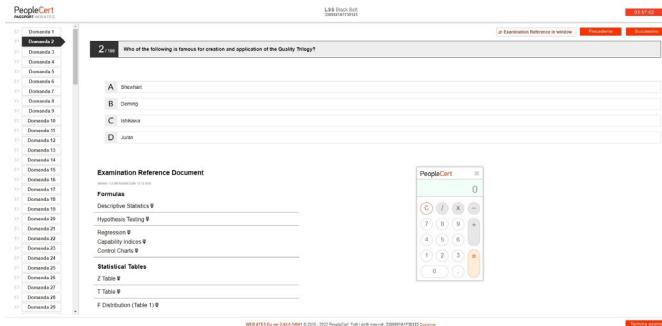 PeopleCert
LSS Black Belt
Examination Reference in window
Precedente
Successivo
Domanda 1
Domanda 2
Domanda 3
Domanda 4
Domanda 5
Domanda 6
Domanda 7
Domanda 8
Domanda 9
Domanda 10
Domanda 11
Domanda 12
Domanda 13
Domanda 14
Domanda 15
Domanda 16
Domanda 17
Domanda 18
Domanda 19
Domanda 20
Domanda 21
Domanda 22
Domanda 23
Domanda 24
Domanda 25
Domanda 26
Domanda 27
Domanda 28
Domanda 29
2 / 100 Who of the following is famous for creation and application of the Quality Trilogy?
A Shewhart
B Deming
C Ishikawa
D Juran
Examination Reference Document
Formulas
Descriptive Statistics
Hypothesis Testing
Regression
Capability Indices
Control Charts
Statistical Tables
Z Table
T Table
F Distribution (Table 1)
PeopleCert
0
C / X −
7 8 9 +
4 5 6
1 2 3 =
0 .